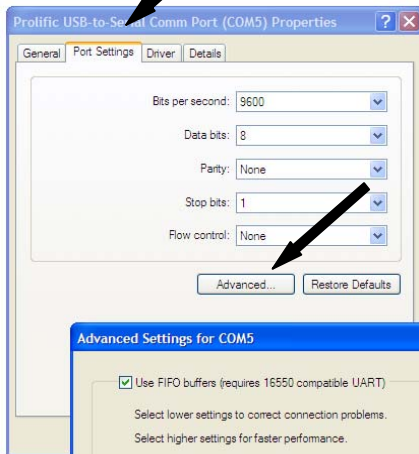 Prolific USB-to-Serial Comm Port (COM5) Properties
General Port Settings Driver Details
Bits per second: 9600
Data bits: 8
Parity: None
Stop bits: 1
Flow control: None
Advanced... Restore Defaults
Advanced Settings for COM5
Use FIFO buffers (requires 16550 compatible UART)
Select lower settings to correct connection problems.
Select higher settings for faster performance.